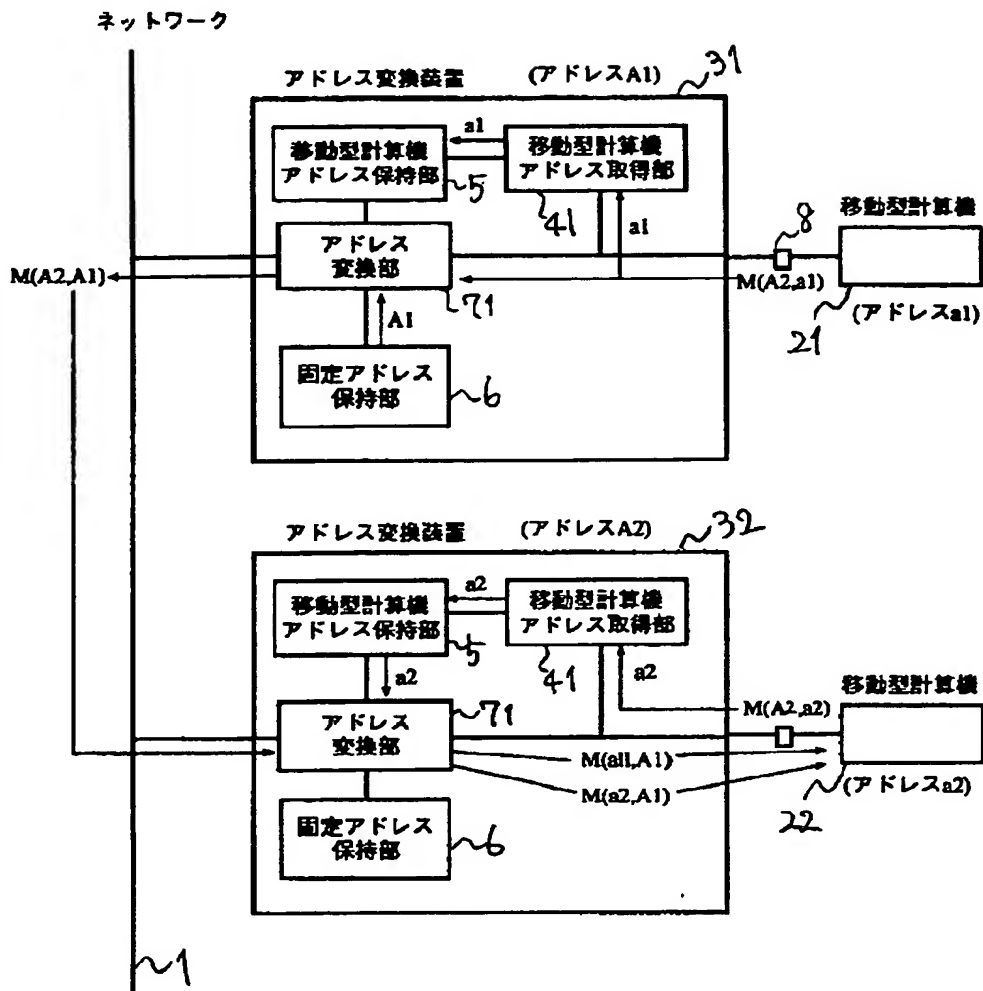 ネットワーク
アドレス変換装置
(アドレスA1)
31
移動型計算機
アドレス保持部
5
a1
移動型計算機
アドレス取得部
41
a1
移動型計算機
8
21
(アドレスa1)
アドレス
変換部
71
M(A2,A1)
M(A2,a1)
A1
固定アドレス
保持部
6
アドレス変換装置
(アドレスA2)
32
移動型計算機
アドレス保持部
5
a2
移動型計算機
アドレス取得部
41
a2
a2
移動型計算機
M(A2,a2)
アドレス
変換部
71
M(all,A1)
M(a2,A1)
(アドレスa2)
22
固定アドレス
保持部
6
1